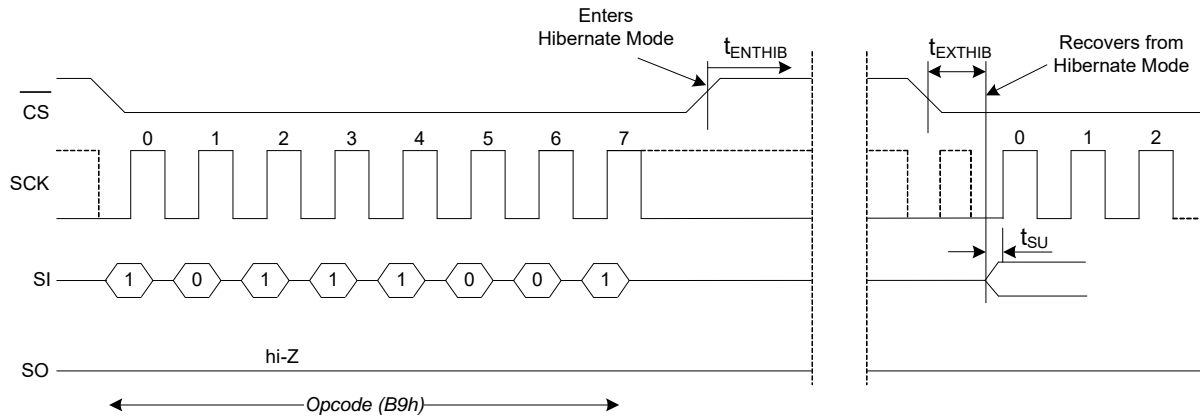 Enters
Hibernate Mode
tENTHIB
tEXTHIB
Recovers from
Hibernate Mode
CS
0 1 2 3 4 5 6 7
0 1 2
SCK
tSU
SI
1 0 1 1 1 0 0 1
hi-Z
SO
Opcode (B9h)